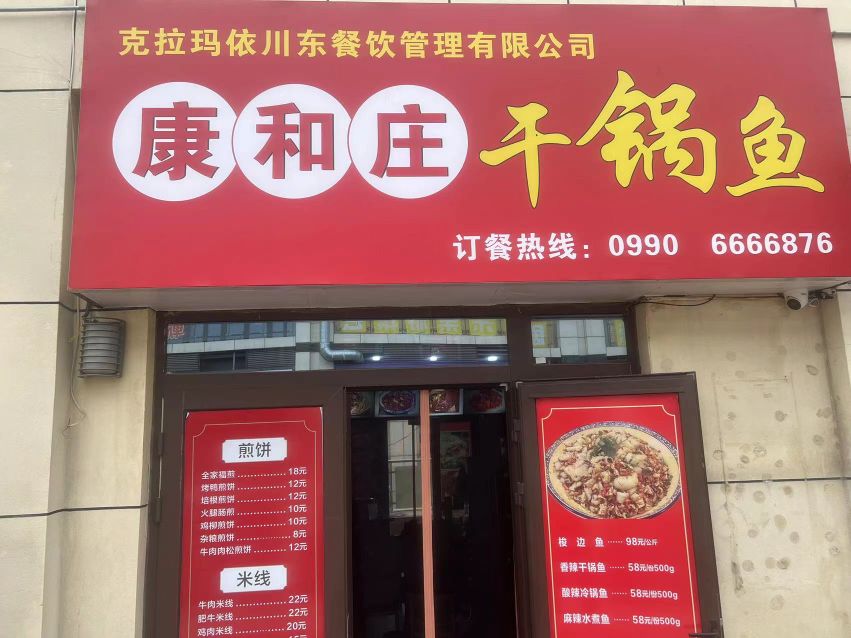 克拉玛依川东餐饮管理有限公司
康和庄干锅鱼
订餐热线：0990 6666876
煎饼
全家福煎 18元
烤鸭煎饼 12元
培根煎饼 12元
火腿肠煎 10元
鸡柳煎饼 10元
杂粮煎饼 8元
牛肉肉松煎饼 12元
米线
牛肉米线 22元
肥牛米线 22元
鸡肉米线 20元
梭边鱼 98元/公斤
香辣干锅鱼 58元/份500g
酸辣冷锅鱼 58元/份500g
麻辣水煮鱼 58元/份500g